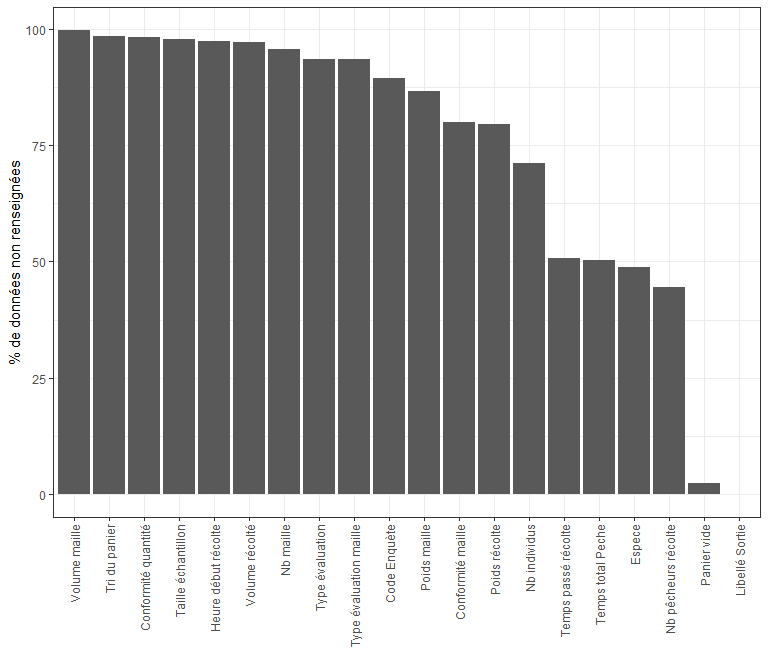 % de données non renseignées
100
75
50
25
0
Volume maille
Tri du panier
Conformité quantité
Taille échantillon
Heure début récolte
Volume récolté
Nb maille
Type évaluation
Type évaluation maille
Code Enquète
Poids maille
Conformité maille
Poids récolte
Nb individus
Temps passé récolte
Temps total Peche
Espece
Nb pêcheurs récolte
Panier vide
Libellé Sortie